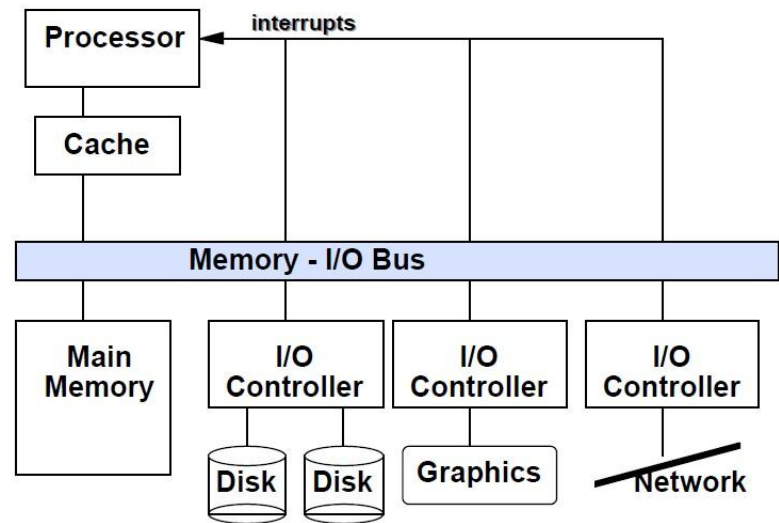 Processor
interrupts
Cache
Memory - I/O Bus
Main
Memory
I/O
Controller
I/O
Controller
I/O
Controller
Disk
Disk
Graphics
Network